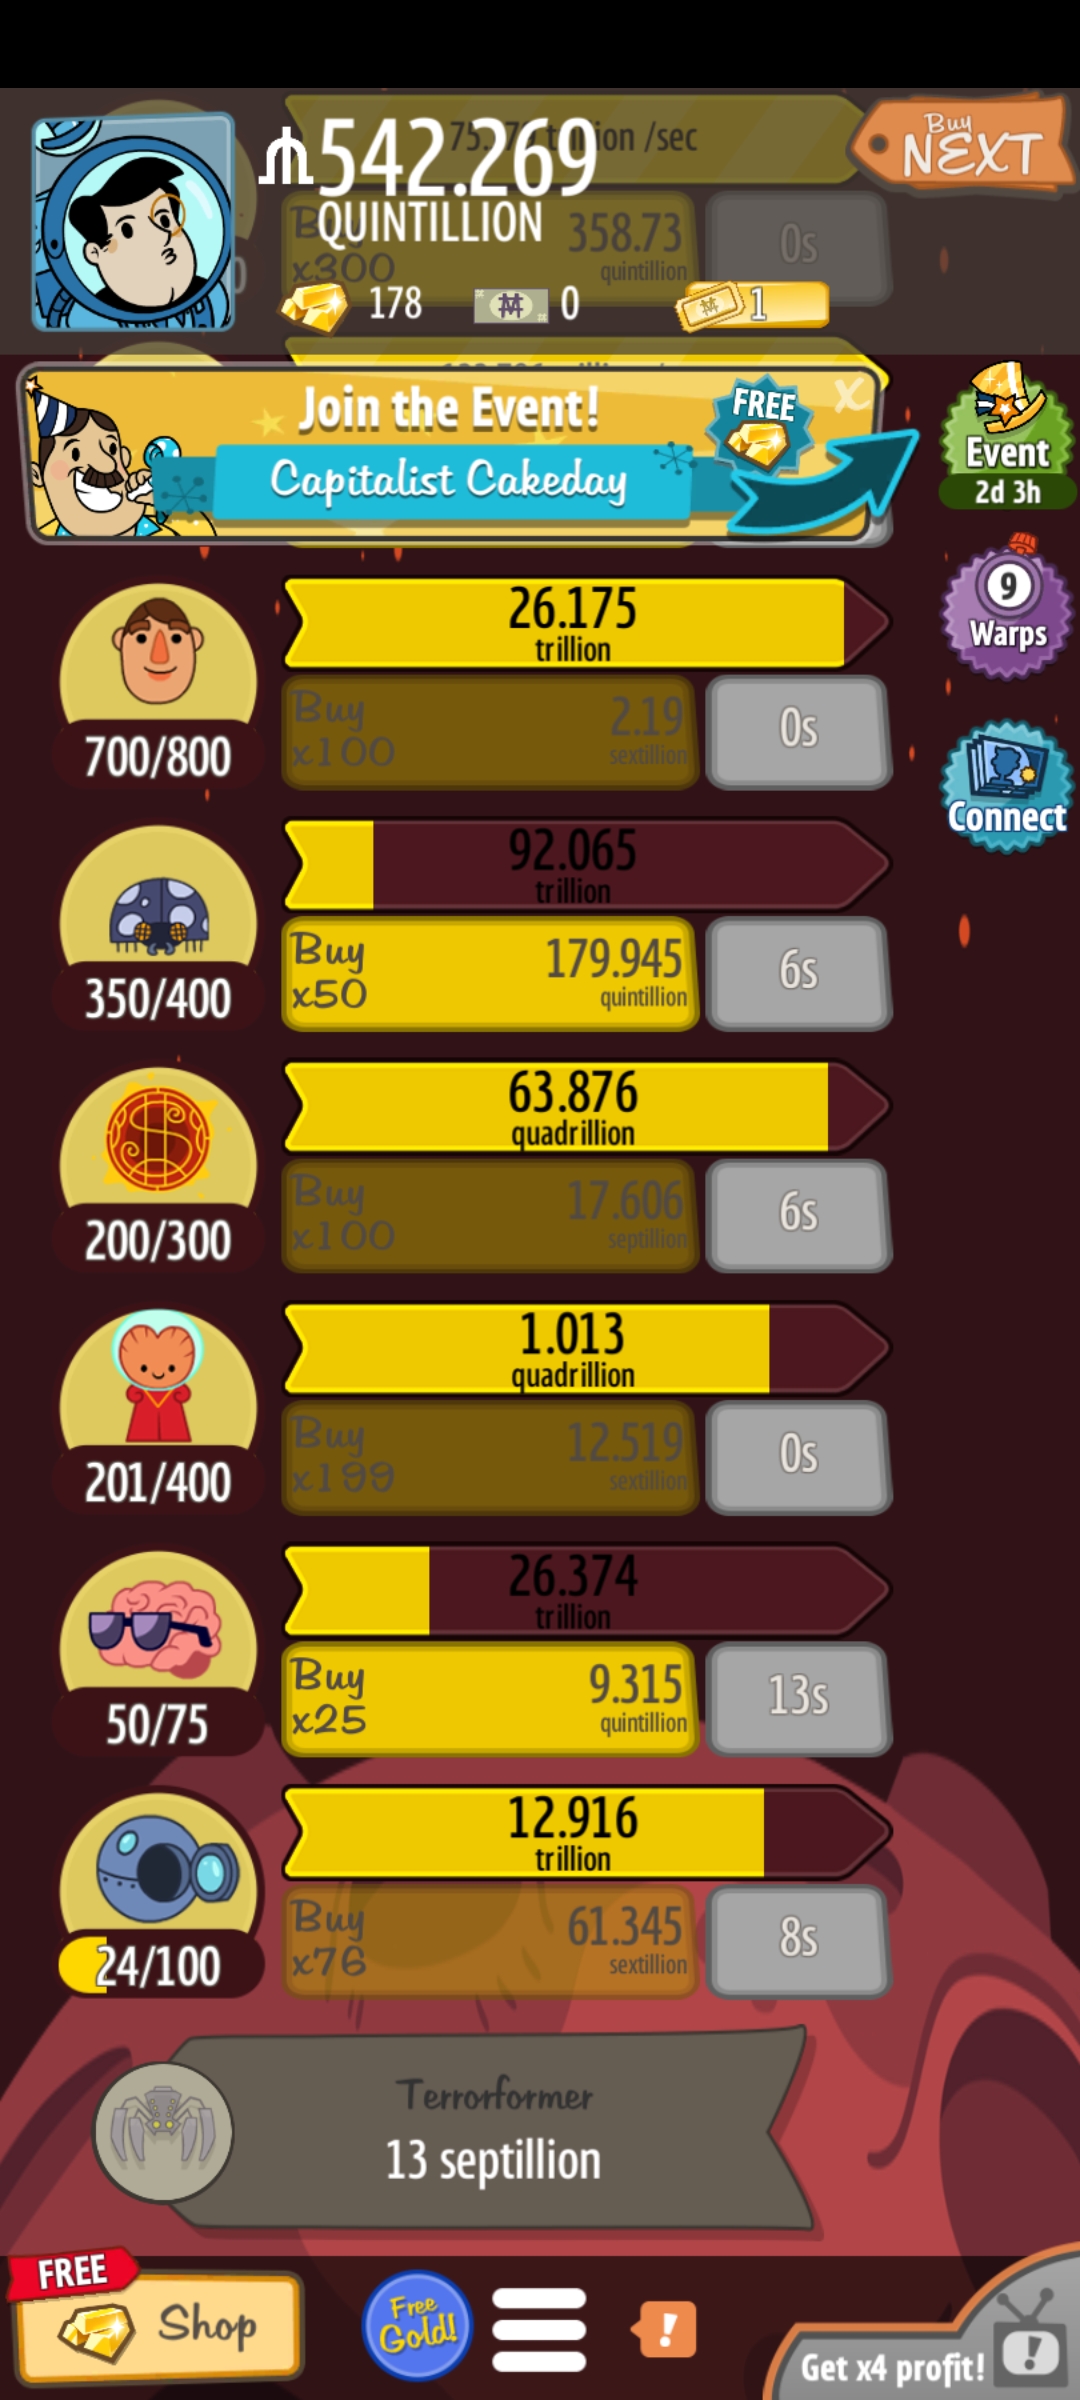 542.269
QUINTILLION
Buy
NEXT
/sec
x300
358.73
quintillion
0s
178
0
1
Join the Event!
FREE
X
Capitalist Cakeday
Event
2d 3h
26.175
trillion
Buy
x100
2.19
sextillion
0s
700/800
9
Warps
92.065
trillion
Buy
x50
179.945
quintillion
6s
350/400
Connect
63.876
quadrillion
Buy
x100
17.606
septillion
6s
200/300
1.013
quadrillion
Buy
x199
12.519
sextillion
0s
201/400
26.374
trillion
Buy
x25
9.315
quintillion
13s
50/75
12.916
trillion
Buy
x76
61.345
sextillion
8s
24/100
Terrorformer
13 septillion
FREE
Shop
Free
Gold!
!
Get x4 profit!
!